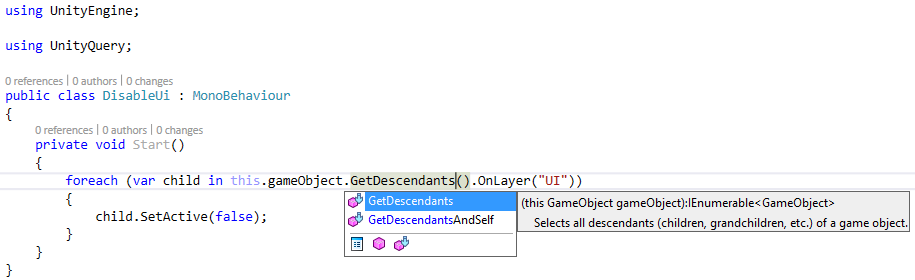 using UnityEngine;
using UnityQuery;
0 references | 0 authors | 0 changes
public class DisableUi : MonoBehaviour
{
0 references | 0 authors | 0 changes
private void Start()
{
foreach (var child in this.gameObject.GetDescendants().OnLayer("UI"))
{
GetDescendants
(this GameObject gameObject):IEnumerable<GameObject>
child.SetActive(false);
GetDescendantsAndSelf
Selects all descendants (children, grandchildren, etc.) of a game object.
}
}
}